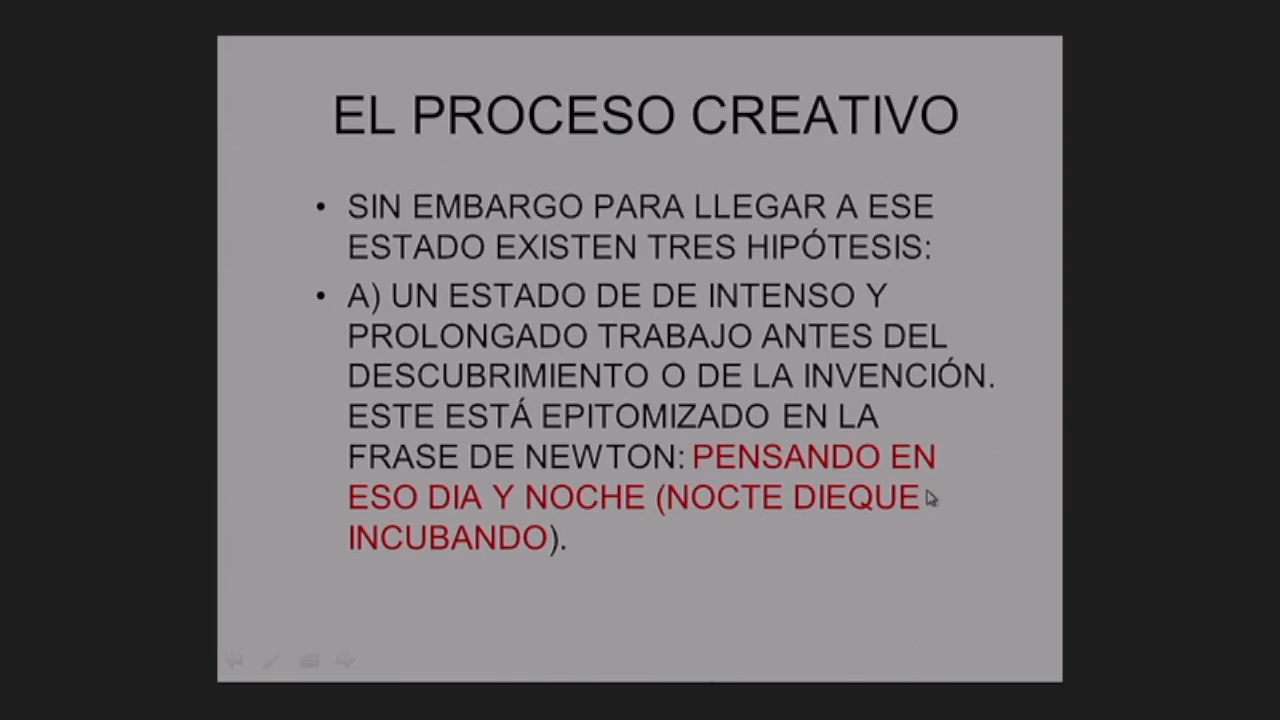 EL PROCESO CREATIVO
• SIN EMBARGO PARA LLEGAR A ESE
ESTADO EXISTEN TRES HIPÓTESIS:
• A) UN ESTADO DE DE INTENSO Y
PROLONGADO TRABAJO ANTES DEL
DESCUBRIMIENTO O DE LA INVENCIÓN.
ESTE ESTÁ EPITOMIZADO EN LA
FRASE DE NEWTON: PENSANDO EN
ESO DIA Y NOCHE (NOCTE DIEQUE
INCUBANDO).